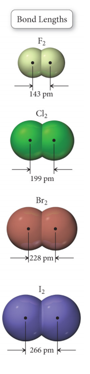 Bond Lengths
F₂
143 pm
Cl₂
199 pm
Br₂
228 pm
I₂
266 pm